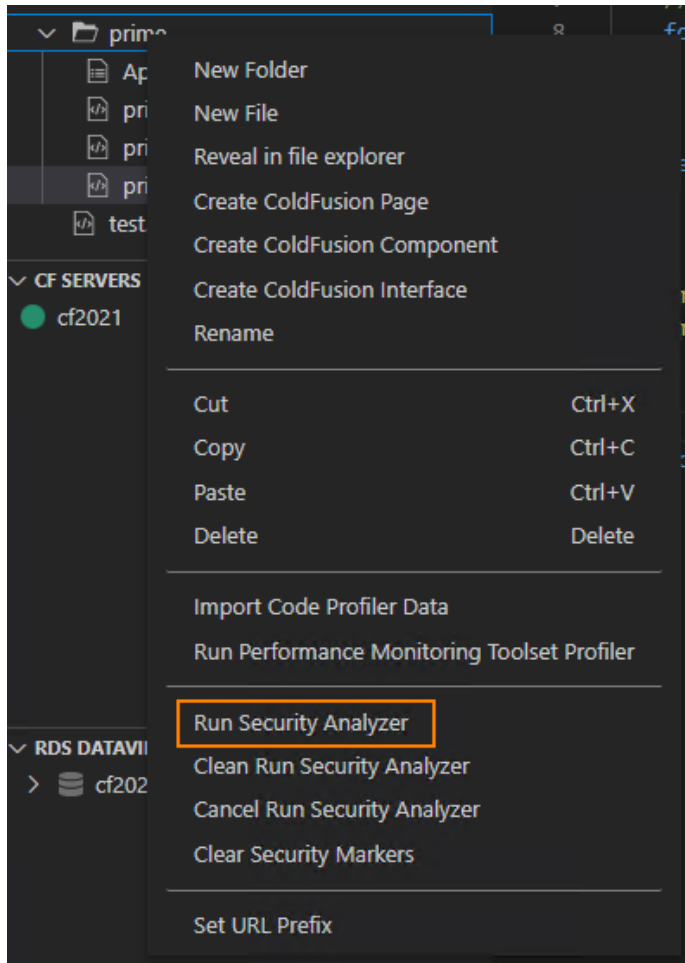 prime
8
Ap
New Folder
pri
New File
pri
Reveal in file explorer
pri
Create ColdFusion Page
test
Create ColdFusion Component
CF SERVERS
Create ColdFusion Interface
cf2021
Rename
Cut Ctrl+X
Copy Ctrl+C
Paste Ctrl+V
Delete Delete
Import Code Profiler Data
Run Performance Monitoring Toolset Profiler
Run Security Analyzer
RDS DATAVI
Clean Run Security Analyzer
cf202
Cancel Run Security Analyzer
Clear Security Markers
Set URL Prefix